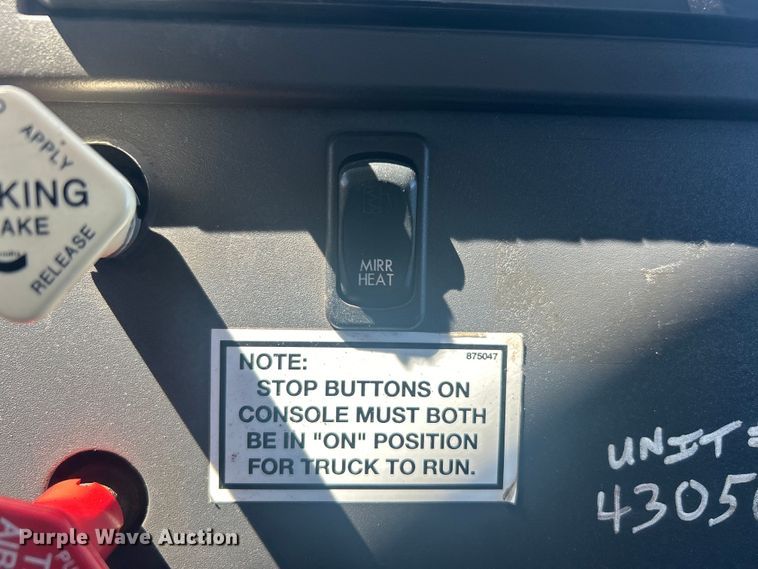 APPLY
KING
AKE
RELEASE
MIRR
HEAT
NOTE: 875047
STOP BUTTONS ON
CONSOLE MUST BOTH
BE IN "ON" POSITION
FOR TRUCK TO RUN.
UNIT
4305
Purple Wave Auction